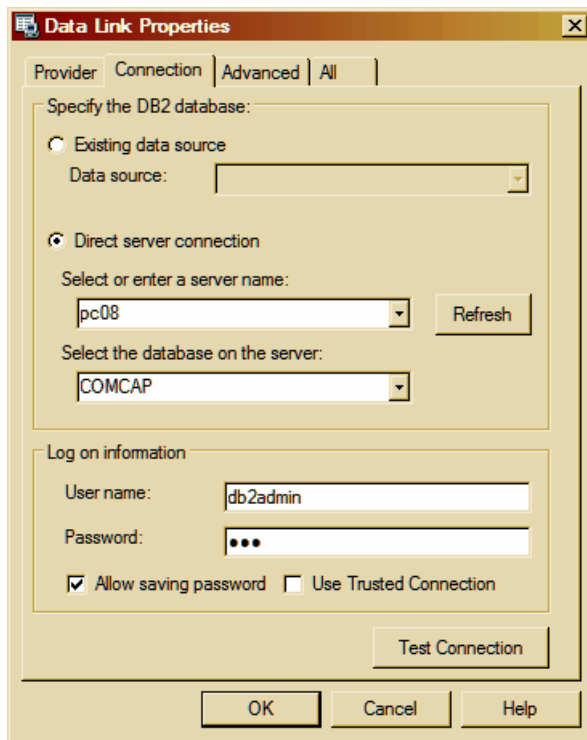 Data Link Properties
Provider Connection Advanced All
Specify the DB2 database:
Existing data source
Data source:
Direct server connection
Select or enter a server name:
pc08 Refresh
Select the database on the server:
COMCAP
Log on information
User name: db2admin
Password: ●●●
Allow saving password Use Trusted Connection
Test Connection
OK Cancel Help